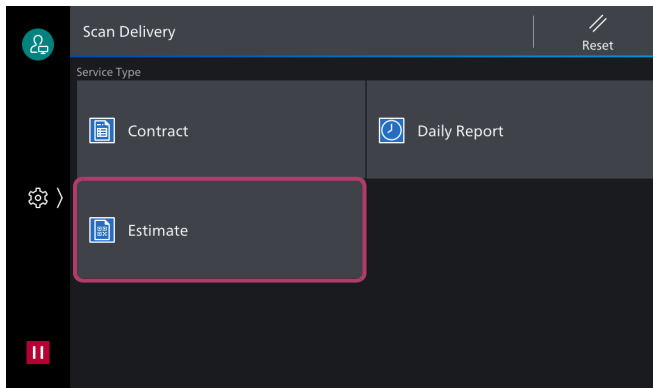 Scan Delivery
Reset
Service Type
Contract
Daily Report
Estimate